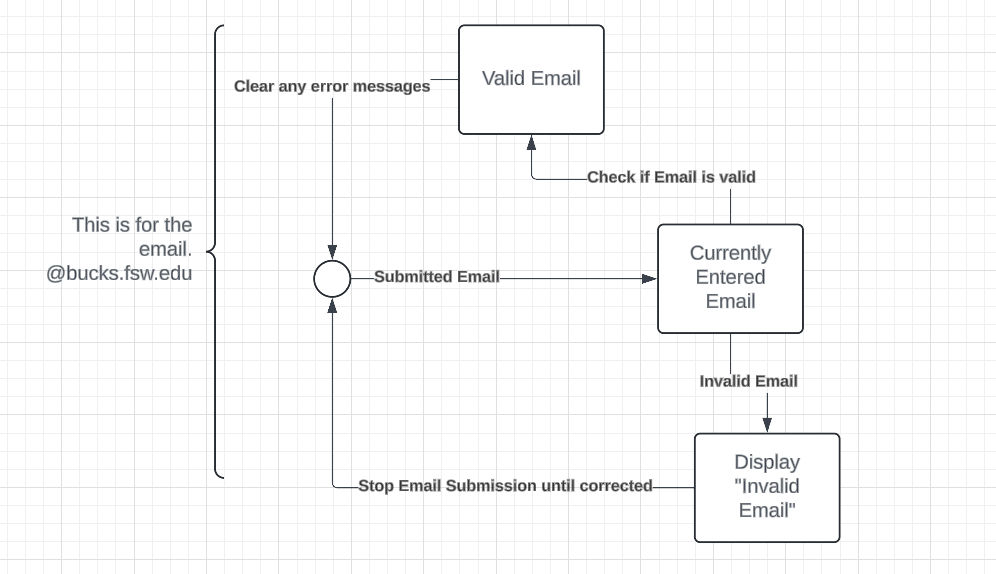 Valid Email
Clear any error messages
Check if Email is valid
This is for the
email.
@bucks.fsw.edu
Currently
Entered
Email
Submitted Email
Invalid Email
Display
"Invalid
Email"
Stop Email Submission until corrected